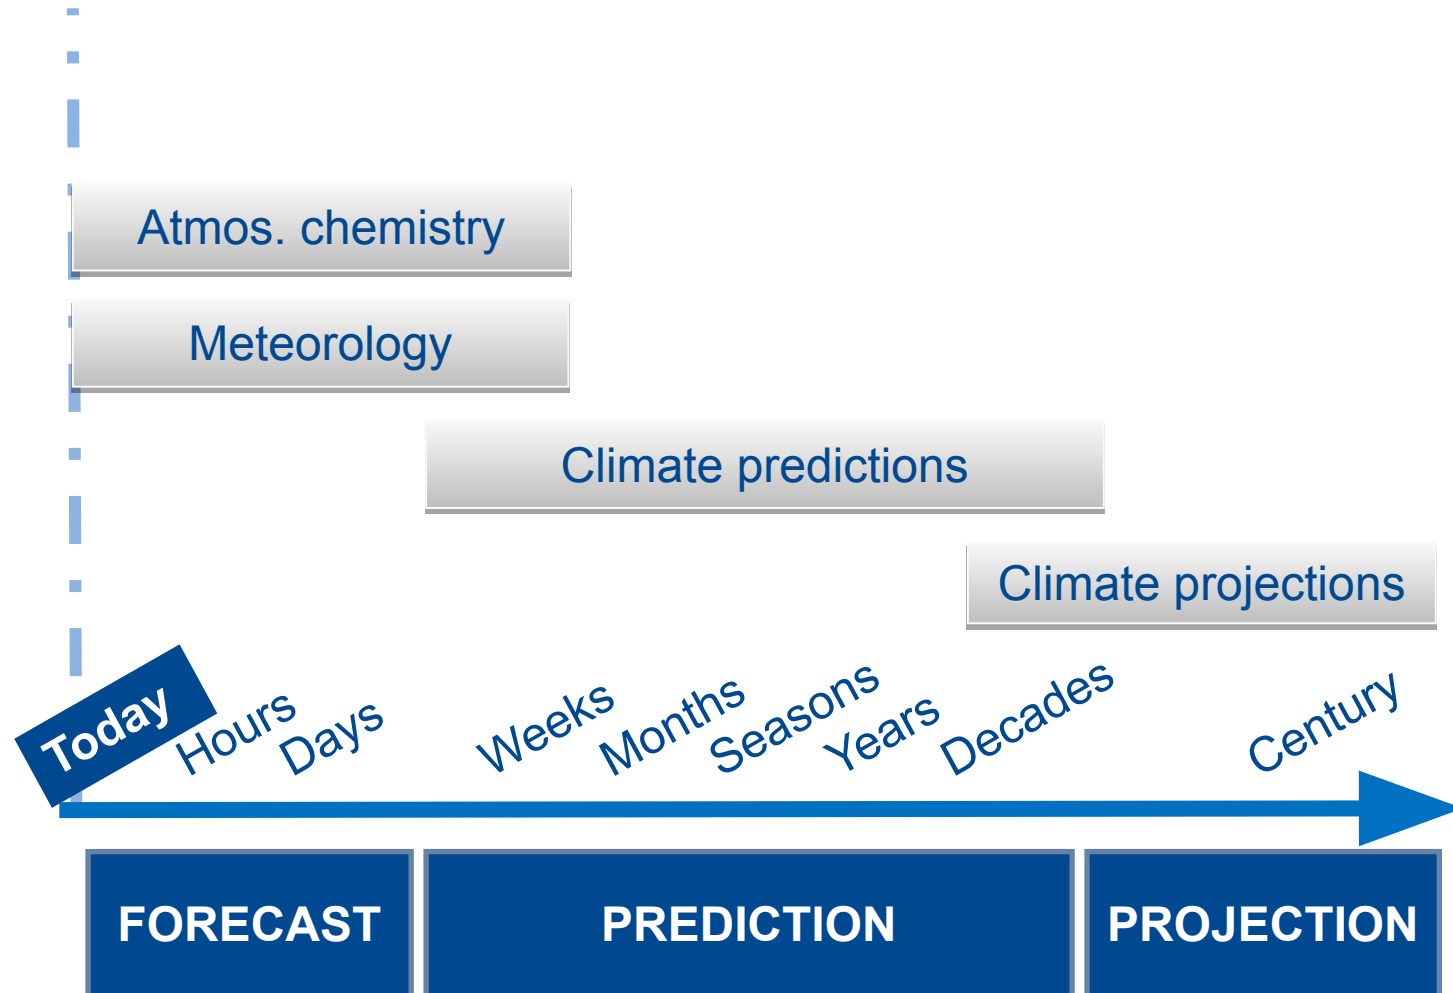 Atmos. chemistry
Meteorology
Climate predictions
Climate projections
Today
Hours
Days
Weeks
Months
Seasons
Years
Decades
Century
FORECAST
PREDICTION
PROJECTION